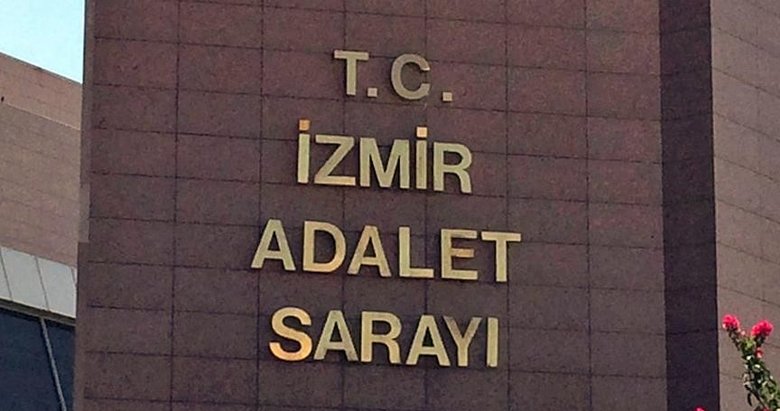 T.C.
İZMİR
ADALET
SARAYI